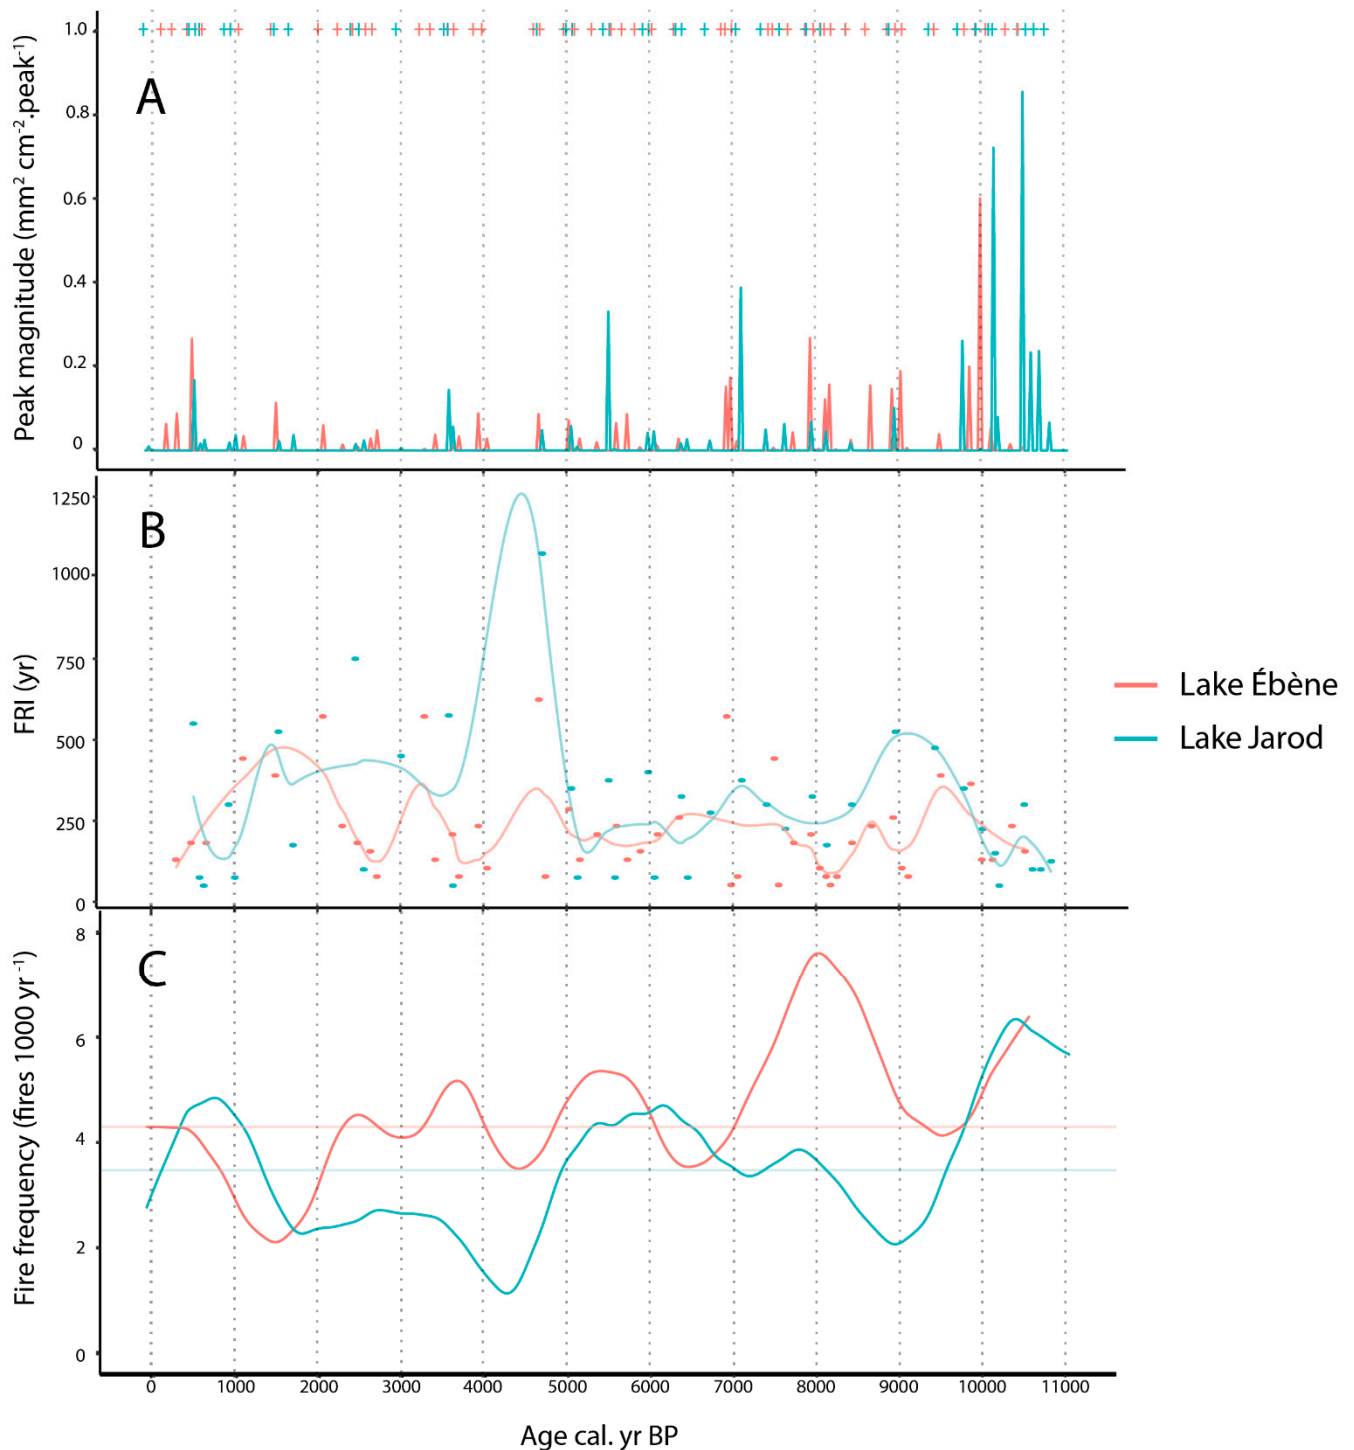 A
Peak magnitude (mm² cm⁻².peak⁻¹)
1.0
0.8
0.6
0.4
0.2
0
B
FRI (yr)
1250
1000
750
500
250
0
Lake Ébène
Lake Jarod
C
Fire frequency (fires 1000 yr ⁻¹)
8
6
4
2
0
0 1000 2000 3000 4000 5000 6000 7000 8000 9000 10000 11000
Age cal. yr BP